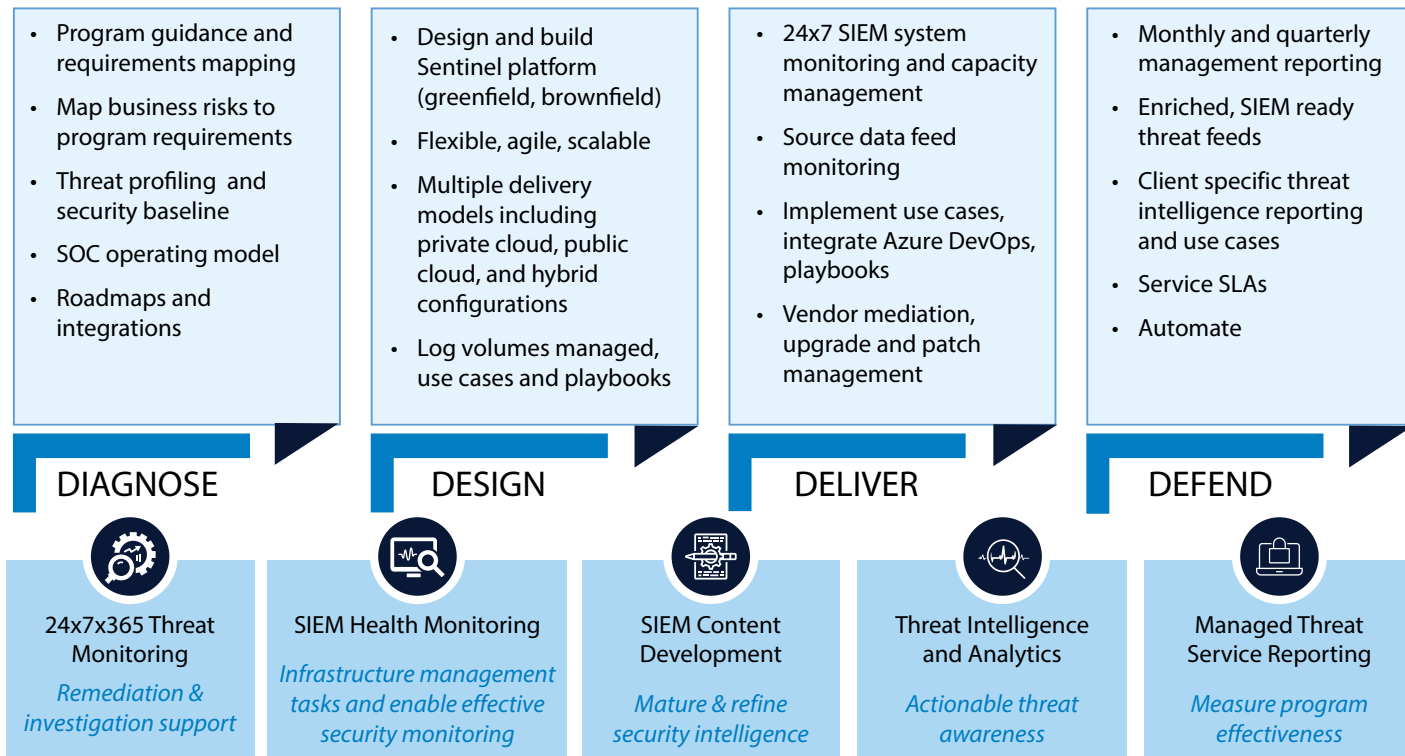 • Program guidance and
requirements mapping
• Map business risks to
program requirements
• Threat profiling and
security baseline
• SOC operating model
• Roadmaps and
integrations
• Design and build
Sentinel platform
(greenfield, brownfield)
• Flexible, agile, scalable
• Multiple delivery
models including
private cloud, public
cloud, and hybrid
configurations
• Log volumes managed,
use cases and playbooks
• 24x7 SIEM system
monitoring and capacity
management
• Source data feed
monitoring
• Implement use cases,
integrate Azure DevOps,
playbooks
• Vendor mediation,
upgrade and patch
management
• Monthly and quarterly
management reporting
• Enriched, SIEM ready
threat feeds
• Client specific threat
intelligence reporting
and use cases
• Service SLAs
• Automate
DIAGNOSE
DESIGN
DELIVER
DEFEND
24x7x365 Threat
Monitoring
Remediation &
investigation support
SIEM Health Monitoring
Infrastructure management
tasks and enable effective
security monitoring
SIEM Content
Development
Mature & refine
security intelligence
Threat Intelligence
and Analytics
Actionable threat
awareness
Managed Threat
Service Reporting
Measure program
effectiveness